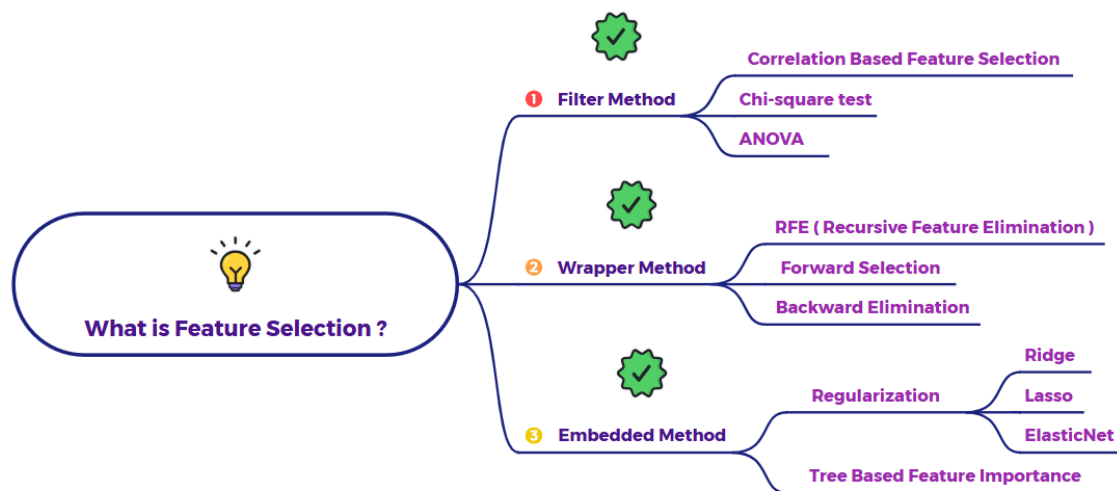 What is Feature Selection ?
1 Filter Method
Correlation Based Feature Selection
Chi-square test
ANOVA
2 Wrapper Method
RFE ( Recursive Feature Elimination )
Forward Selection
Backward Elimination
3 Embedded Method
Regularization
Ridge
Lasso
ElasticNet
Tree Based Feature Importance